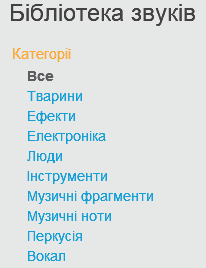 Бібліотека звуків
Категорії
Все
Тварини
Ефекти
Електроніка
Люди
Інструменти
Музичні фрагменти
Музичні ноти
Перкусія
Вокал